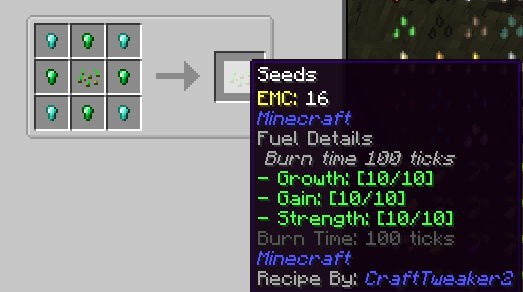 Seeds
EMC: 16
Minecraft
Fuel Details
Burn time 100 ticks
- Growth: [10/10]
- Gain: [10/10]
- Strength: [10/10]
Burn Time: 100 ticks
Minecraft
Recipe By: CraftTweaker2